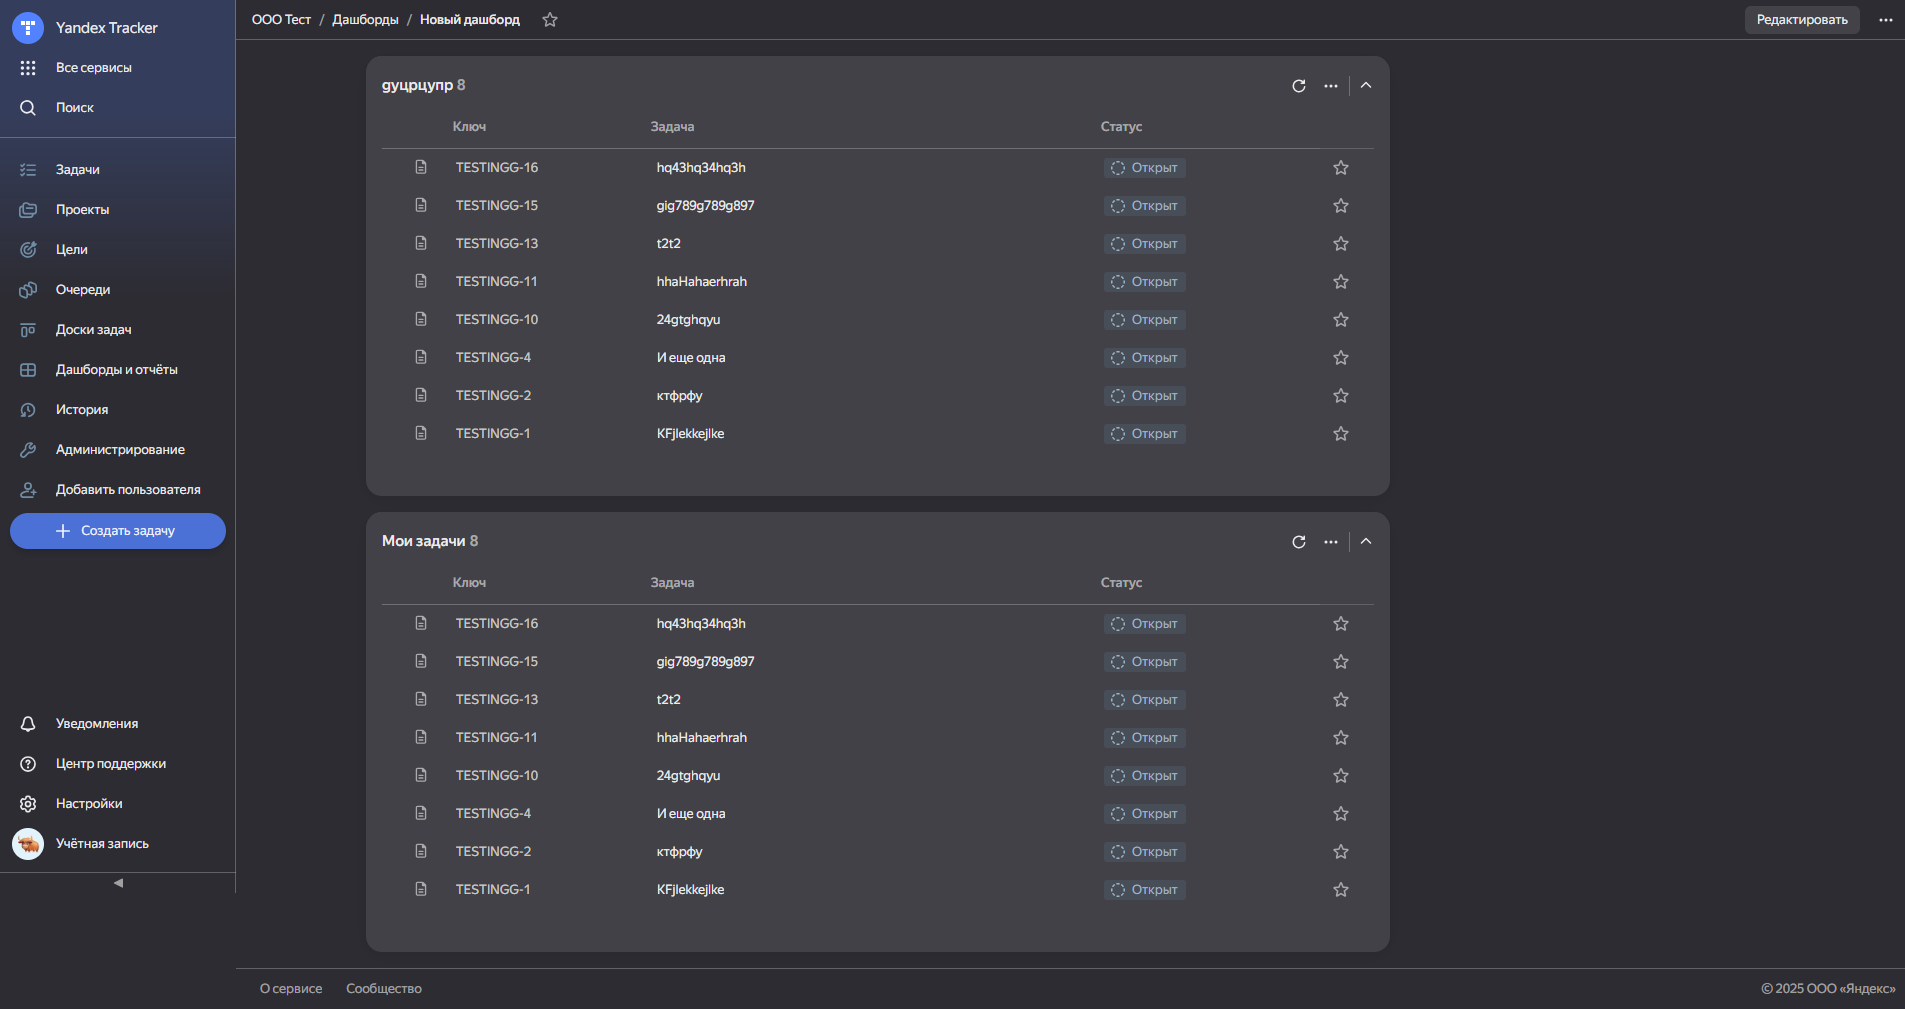 Yandex Tracker
Все сервисы
Поиск
Задачи
Проекты
Цели
Очереди
Доски задач
Дашборды и отчёты
История
Администрирование
Добавить пользователя
Создать задачу
Уведомления
Центр поддержки
Настройки
Учётная запись
ООО Тест / Дашборды / Новый дашборд
Редактировать
дуцрцупр 8
Ключ Задача Статус
TESTINGG-16 hq43hq34hq3h Открыт
TESTINGG-15 gig789g789g897 Открыт
TESTINGG-13 t2t2 Открыт
TESTINGG-11 hhaHahaerhrah Открыт
TESTINGG-10 24gtghqyu Открыт
TESTINGG-4 И еще одна Открыт
TESTINGG-2 ктфрфу Открыт
TESTINGG-1 KFjlekkejlke Открыт
Мои задачи 8
Ключ Задача Статус
TESTINGG-16 hq43hq34hq3h Открыт
TESTINGG-15 gig789g789g897 Открыт
TESTINGG-13 t2t2 Открыт
TESTINGG-11 hhaHahaerhrah Открыт
TESTINGG-10 24gtghqyu Открыт
TESTINGG-4 И еще одна Открыт
TESTINGG-2 ктфрфу Открыт
TESTINGG-1 KFjlekkejlke Открыт
О сервисе Сообщество
© 2025 ООО «Яндекс»